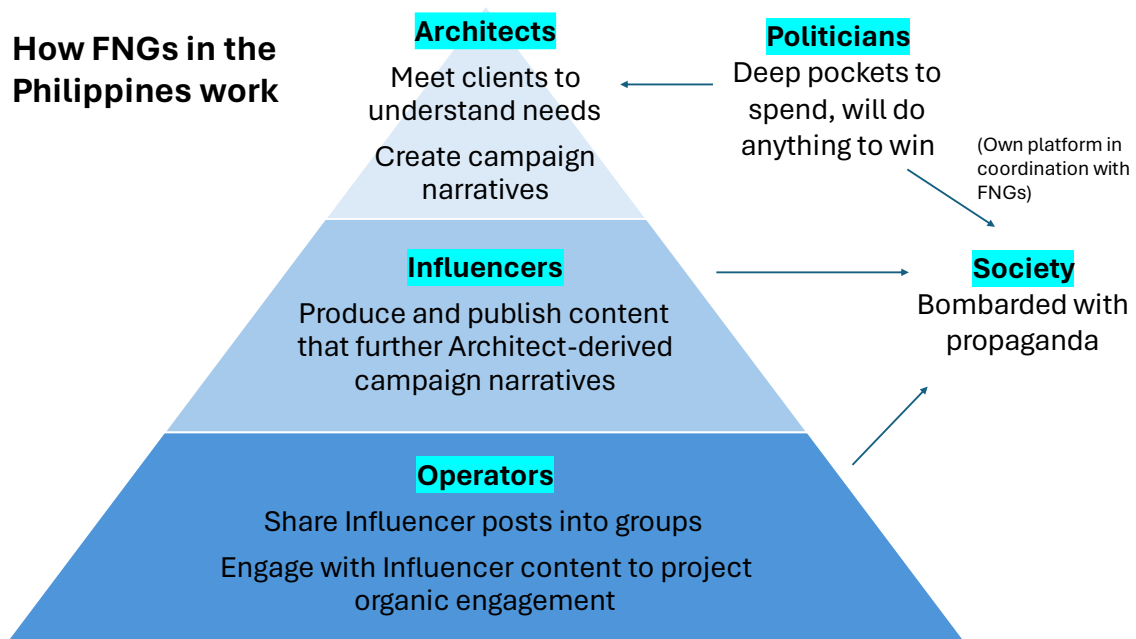 How FNGs in the
Philippines work
Architects
Meet clients to
understand needs
Create campaign
narratives
Politicians
Deep pockets to
spend, will do
anything to win
(Own platform in
coordination with
FNGs)
Influencers
Produce and publish content
that further Architect-derived
campaign narratives
Society
Bombarded with
propaganda
Operators
Share Influencer posts into groups
Engage with Influencer content to project
organic engagement